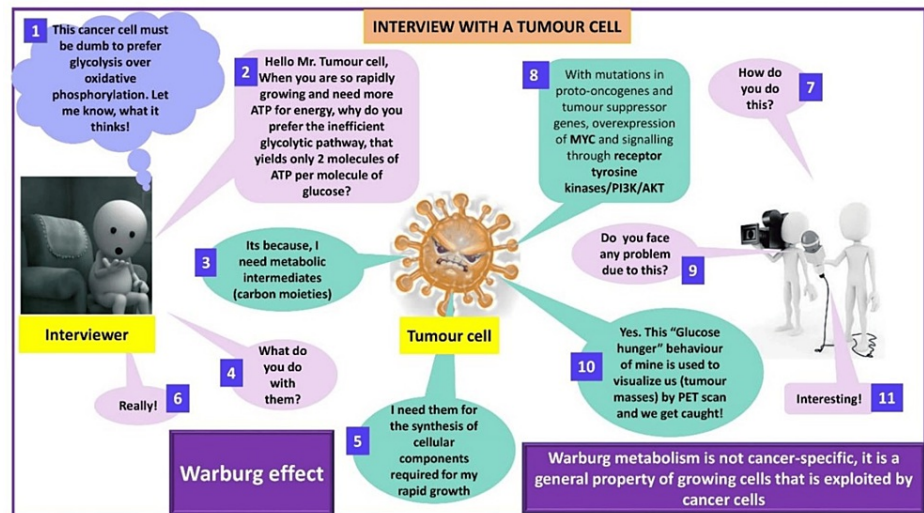 INTERVIEW WITH A TUMOUR CELL
1
This cancer cell must
be dumb to prefer
glycolysis over
oxidative
phosphorylation. Let
me know, what it
thinks!
2
Hello Mr. Tumour cell,
When you are so rapidly
growing and need more
ATP for energy, why do you
prefer the inefficient
glycolytic pathway, that
yields only 2 molecules of
ATP per molecule of
glucose?
3
Its because, I
need metabolic
intermediates
(carbon moieties)
Interviewer
Tumour cell
4
What do
you do
with
them?
5
I need them for
the synthesis of
cellular
components
required for my
rapid growth
6
Really!
7
How do
you do
this?
8
With mutations in
proto-oncogenes and
tumour suppressor
genes, overexpression
of MYC and signalling
through receptor
tyrosine
kinases/PI3K/AKT
9
Do you face
any problem
due to this?
10
Yes. This “Glucose
hunger” behaviour
of mine is used to
visualize us (tumour
masses) by PET scan
and we get caught!
11
Interesting!
Warburg effect
Warburg metabolism is not cancer-specific, it is a
general property of growing cells that is exploited by
cancer cells